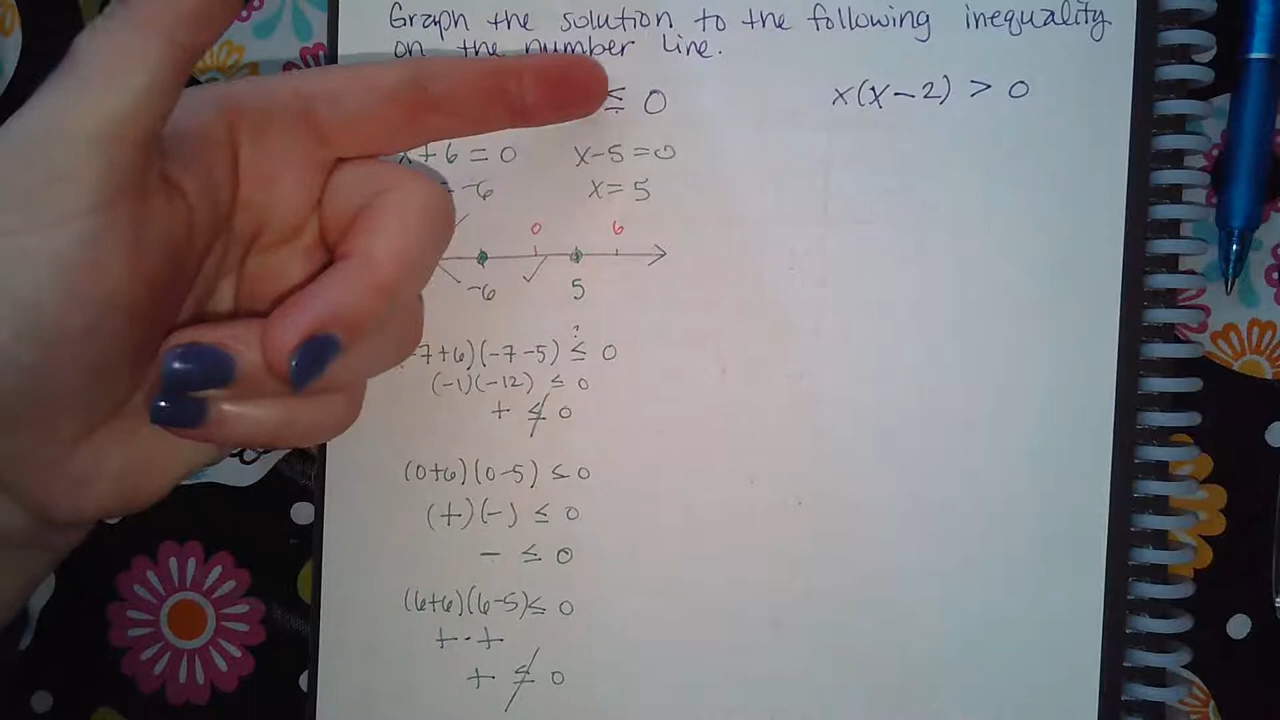 Graph the solution to the following inequality
on the number line.
≤ 0
x(x-2) > 0
x+6=0 x-5=0
-6 x=5
0 6
-6 5
-7+6)(-7-5) ≤ 0
?
(-1)(-12) ≤ 0
+ ≰ 0
(0+6)(0-5) ≤ 0
(+)(-) ≤ 0
- ≤ 0
(6+6)(6-5) ≤ 0
+·+
+ ≰ 0